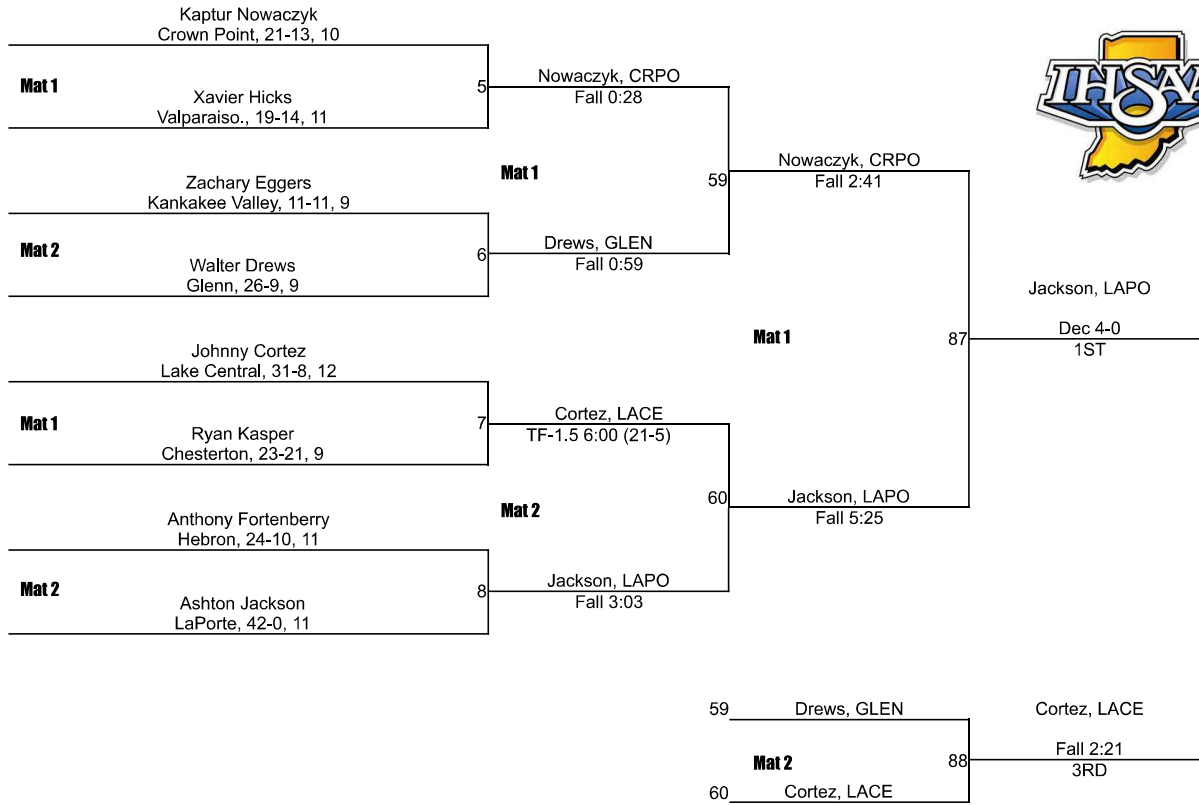 Kaptur Nowaczyk
Crown Point, 21-13, 10
Mat 1
Xavier Hicks
Valparaiso., 19-14, 11
5
Nowaczyk, CRPO
Fall 0:28
Zachary Eggers
Kankakee Valley, 11-11, 9
Mat 2
Walter Drews
Glenn, 26-9, 9
6
Drews, GLEN
Fall 0:59
Mat 1
59
Nowaczyk, CRPO
Fall 2:41
Johnny Cortez
Lake Central, 31-8, 12
Mat 1
Ryan Kasper
Chesterton, 23-21, 9
7
Cortez, LACE
TF-1.5 6:00 (21-5)
Anthony Fortenberry
Hebron, 24-10, 11
Mat 2
Ashton Jackson
LaPorte, 42-0, 11
8
Jackson, LAPO
Fall 3:03
Mat 2
60
Jackson, LAPO
Fall 5:25
Mat 1
87
Jackson, LAPO
Dec 4-0
1ST
IHSAA
59
Drews, GLEN
Mat 2
60
Cortez, LACE
88
Cortez, LACE
Fall 2:21
3RD